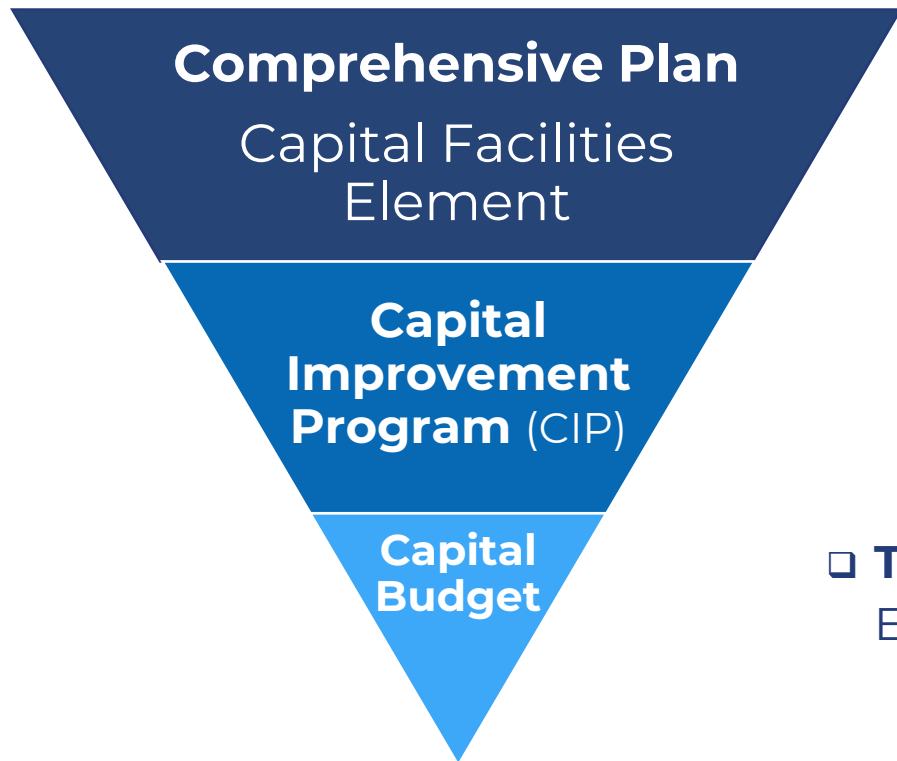 Comprehensive Plan
Capital Facilities
Element
Capital
Improvement
Program (CIP)
Capital
Budget